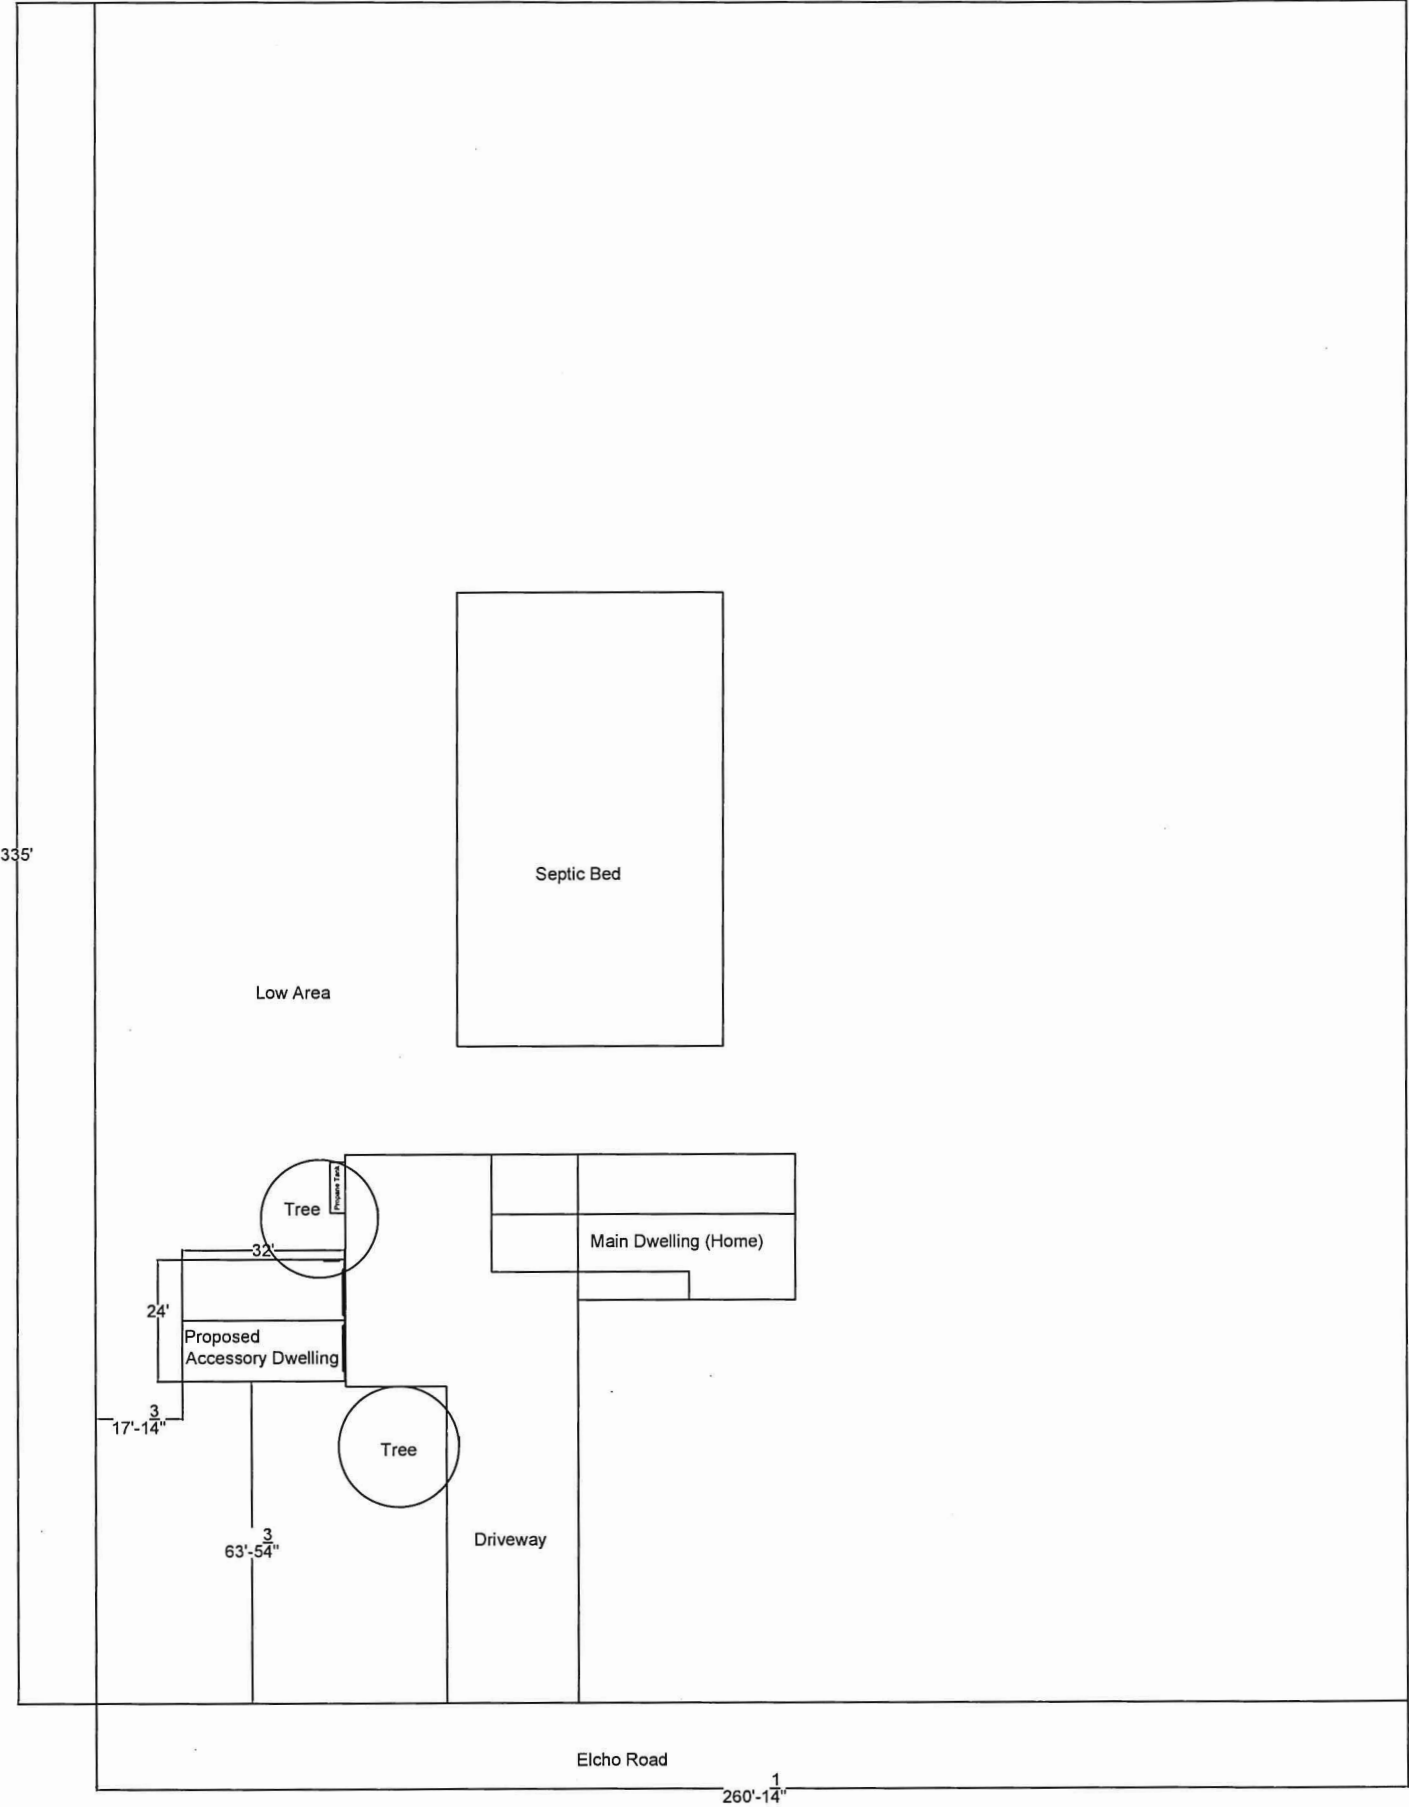 335'
Septic Bed
Low Area
Propane Tank
Tree
32'
Main Dwelling (Home)
24'
Proposed
Accessory Dwelling
17'-1 3/4"
Tree
63'-5 3/4"
Driveway
Elcho Road
260'-1 1/4"